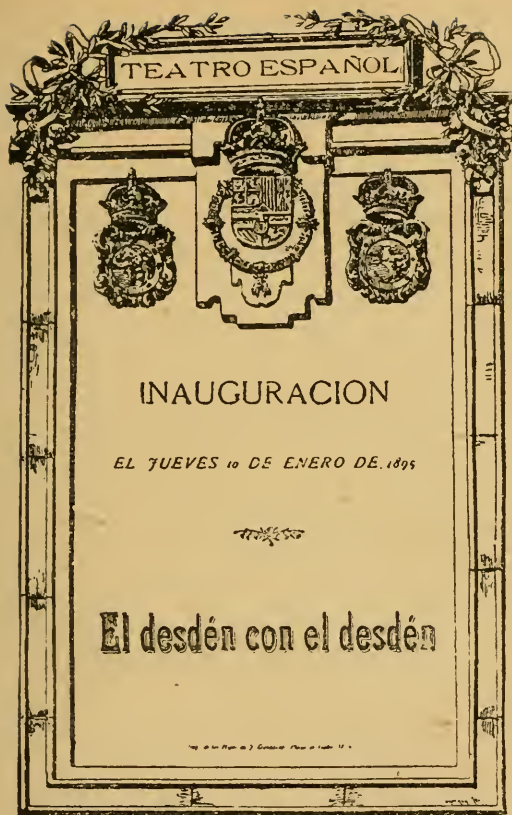 TEATRO ESPAÑOL
INAUGURACION
EL JUEVES 10 DE ENERO DE 1895
El desdén con el desdén